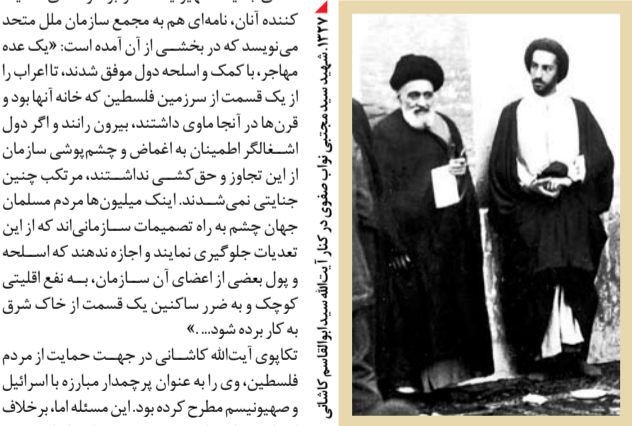 کننده آنان، نامه‌ای هم به مجمع سازمان ملل متحد
می‌نویسد که در بخشی از آن آمده است: «یک عده
مهاجر، با کمک و اسلحه دول موفق شدند، تا اعراب را
از یک قسمت از سرزمین فلسطین که خانه آنها بود و
قرن‌ها در آنجا ماوی داشتند، بیرون رانند و اگر دول
اشغالگر اطمینان به اغماض و چشم‌پوشی سازمان
از این تجاوز و حق‌کشی نداشتند، مرتکب چنین
جنایتی نمی‌شدند. اینک میلیون‌ها مردم مسلمان
جهان چشم به راه تصمیمات سازمانی‌اند که از این
تعدیات جلوگیری نمایند و اجازه ندهند که اسلحه
و پول بعضی از اعضای آن سازمان، به نفع اقلیتی
کوچک و به ضرر ساکنین یک قسمت از خاک شرق
به کار برده شود....»
تکاپوی آیت‌الله کاشانی در جهت حمایت از مردم
فلسطین، وی را به عنوان پرچمدار مبارزه با اسرائیل
و صهیونیسم مطرح کرده بود. این مسئله اما، برخلاف
۱۳۲۷. شهید سید مجتبی نواب صفوی در کنار آیت‌الله سید ابوالقاسم کاشانی